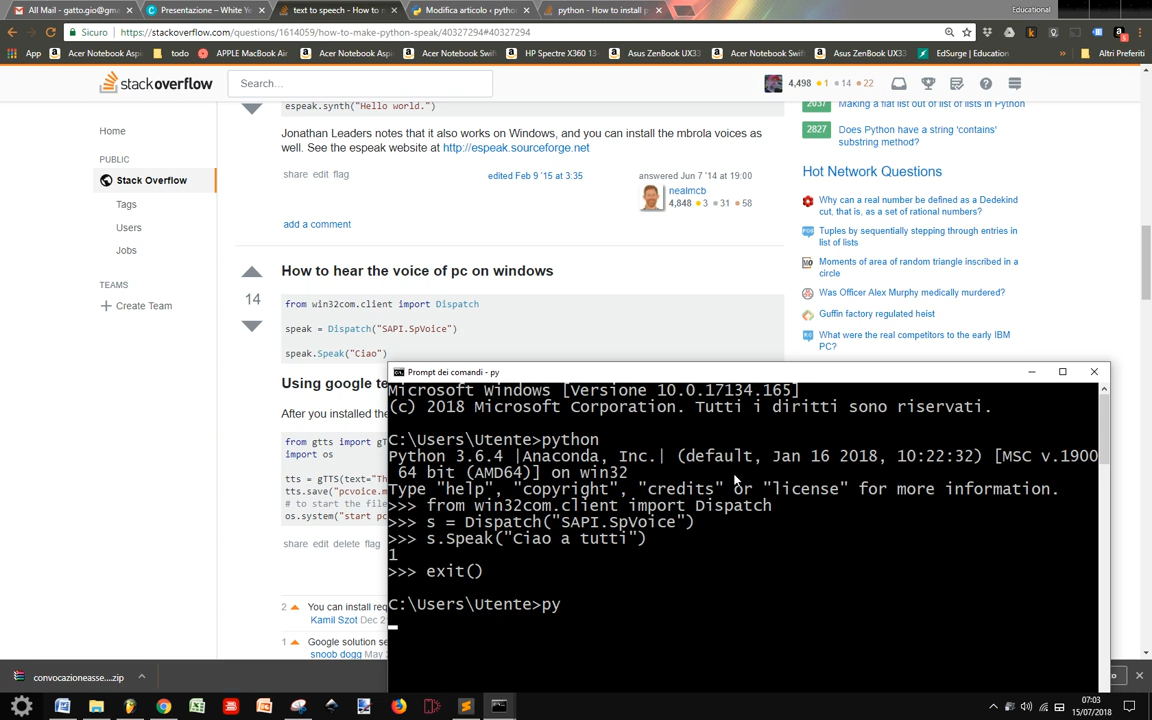 All Mail - gatto.gio@gm
Presentazione – White Ye
text to speech - How to m
Modifica articolo ‹ python
python - How to install p
Educational
Sicuro
https://stackoverflow.com/questions/1614059/how-to-make-python-speak/40327294#40327294
App
Acer Notebook Aspi
todo
APPLE MacBook Air
Acer Notebook Aspi
Acer Notebook Swif
HP Spectre X360 13-
Asus ZenBook UX33
Acer Notebook Swif
Asus ZenBook UX33
EdSurge | Education
»
Altri Preferiti
stackoverflow
Search...
4,498 1 14 22
Home
PUBLIC
Stack Overflow
Tags
Users
Jobs
TEAMS
Create Team
espeak.synth("Hello world.")
Jonathan Leaders notes that it also works on Windows, and you can install the mbrola voices as
well. See the espeak website at http://espeak.sourceforge.net
share edit flag
edited Feb 9 '15 at 3:35
answered Jun 7 '14 at 19:00
nealmcb
4,848 3 31 58
add a comment
How to hear the voice of pc on windows
14
from win32com.client import Dispatch
speak = Dispatch("SAPI.SpVoice")
speak.Speak("Ciao")
Using google te
After you installed the
from gtts import gT
import os
tts = gTTS(text="Th
tts.save("pcvoice.m
# to start the file
os.system("start pc
share edit delete flag
2 You can install req
Kamil Szot Dec 2
1 Google solution se
snoob dogg May
2037 Making a flat list out of list of lists in Python
2827 Does Python have a string 'contains'
substring method?
Hot Network Questions
Why can a real number be defined as a Dedekind
cut, that is, as a set of rational numbers?
Tuples by sequentially stepping through entries in
list of lists
Moments of area of random triangle inscribed in a
circle
Was Officer Alex Murphy medically murdered?
Guffin factory regulated heist
What were the real competitors to the early IBM
PC?
Prompt dei comandi - py
Microsoft Windows [Versione 10.0.17134.165]
(c) 2018 Microsoft Corporation. Tutti i diritti sono riservati.
C:\Users\Utente>python
Python 3.6.4 |Anaconda, Inc.| (default, Jan 16 2018, 10:22:32) [MSC v.1900
64 bit (AMD64)] on win32
Type "help", "copyright", "credits" or "license" for more information.
>>> from win32com.client import Dispatch
>>> s = Dispatch("SAPI.SpVoice")
>>> s.Speak("Ciao a tutti")
1
>>> exit()
C:\Users\Utente>py
convocazioneasse....zip
07:03
15/07/2018